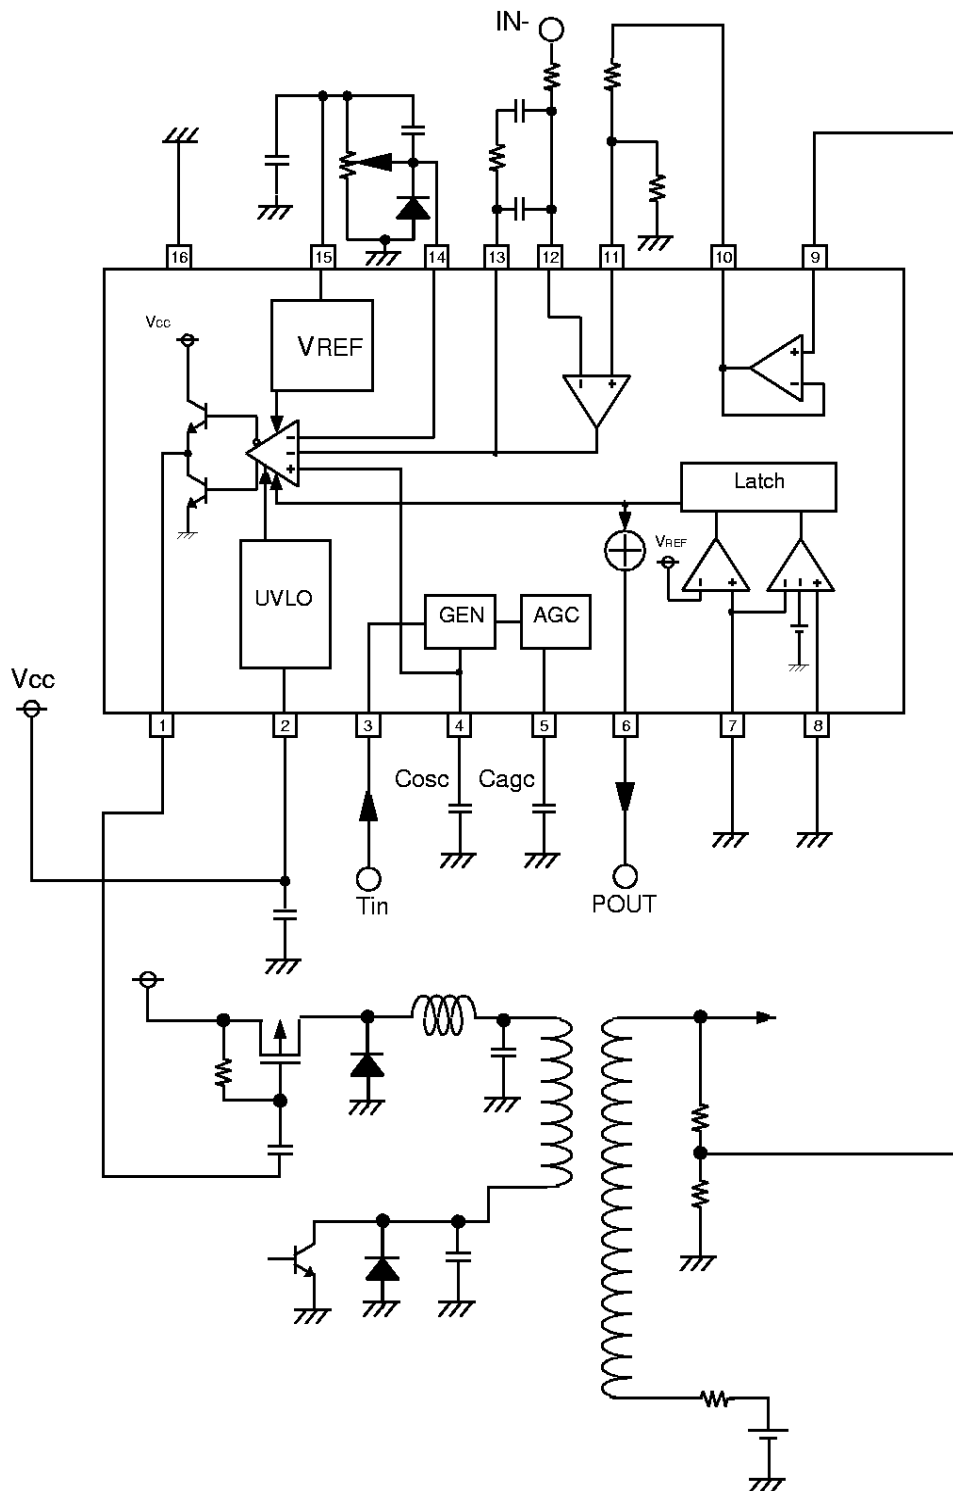 IN-
16
15
14
13
12
11
10
9
Vcc
VREF
Latch
VREF
UVLO
GEN
AGC
Vcc
1
2
3
4
5
6
7
8
Cosc
Cagc
Tin
POUT